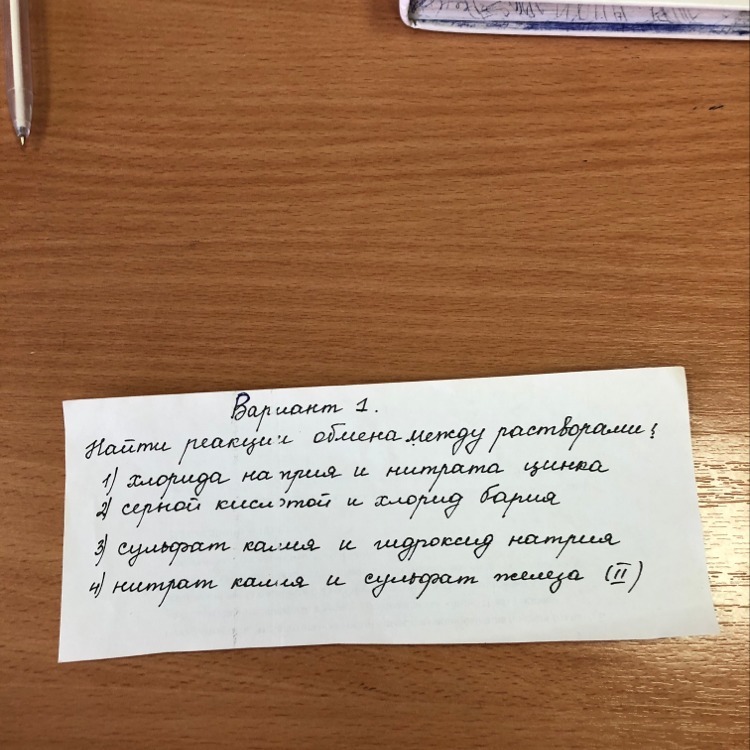 Вариант 1.
Найти реакции обмена между растворами:
1) хлорида натрия и нитрата цинка
2) серной кислотой и хлорид бария
3) сульфат калия и гидроксид натрия
4) нитрат калия и сульфат железа (II)